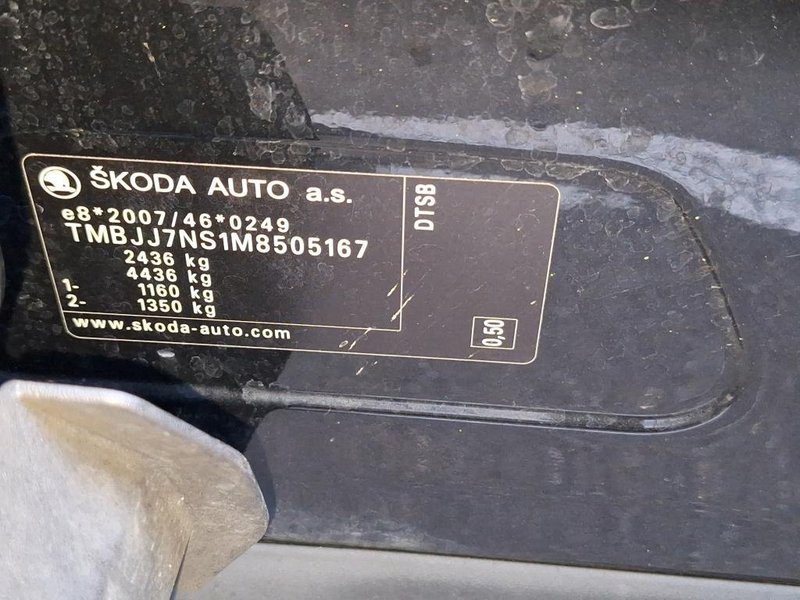 ŠKODA AUTO a.s.
e8*2007/46*0249
TMBJJ7NS1M8505167
2436 kg
4436 kg
1- 1160 kg
2- 1350 kg
www.skoda-auto.com
DTSB
0,50